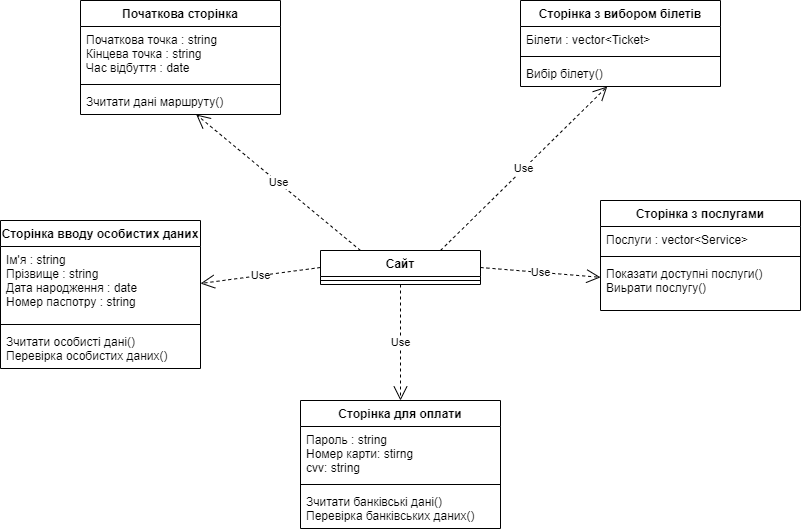 Початкова сторінка
Початкова точка : string
Кінцева точка : string
Час відбуття : date
Зчитати дані маршруту()
Сторінка з вибором білетів
Білети : vector<Ticket>
Вибір білету()
Use
Use
Сторінка вводу особистих даних
Ім'я : string
Прізвище : string
Дата народження : date
Номер паспотру : string
Зчитати особисті дані()
Перевірка особистих даних()
Use
Сайт
Use
Сторінка з послугами
Послуги : vector<Service>
Показати доступні послуги()
Виьрати послугу()
Use
Сторінка для оплати
Пароль : string
Номер карти: stirng
cvv: string
Зчитати банківські дані()
Перевірка банківських даних()